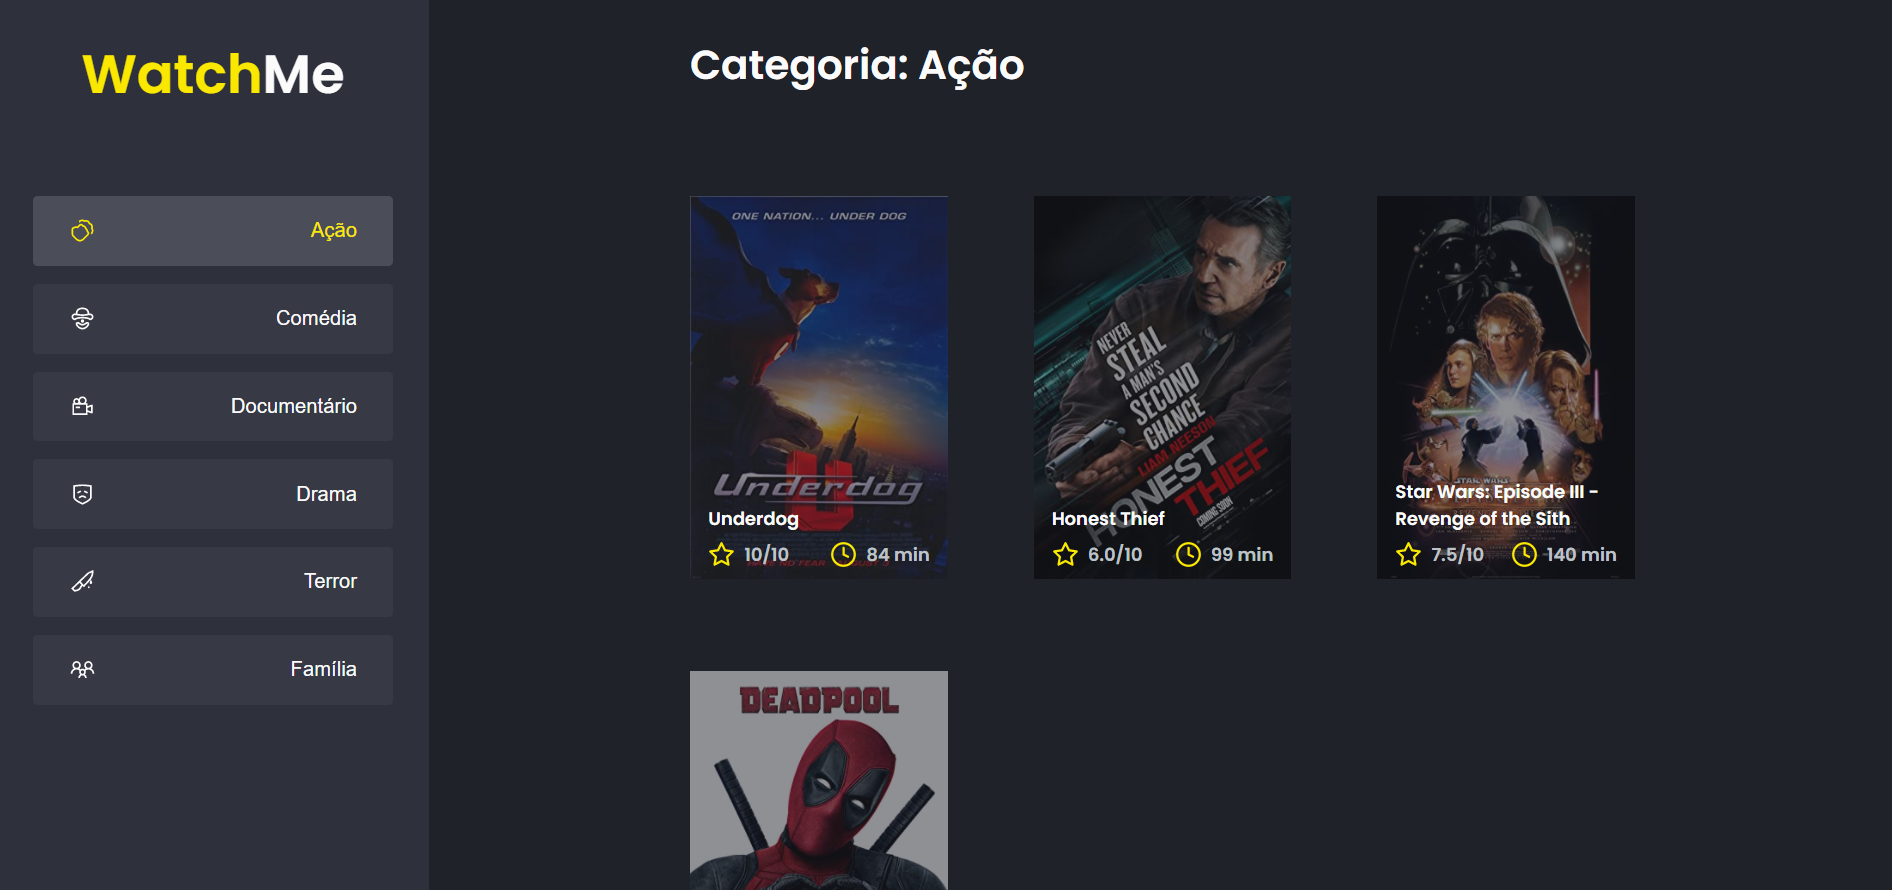 WatchMe
Ação
Comédia
Documentário
Drama
Terror
Família
Categoria: Ação
ONE NATION... UNDER DOG
Underdog
Underdog
10/10
84 min
NEVER
STEAL
A MAN'S
SECOND
CHANCE
LIAM NEESON
HONEST
THIEF
COMING SOON
Honest Thief
6.0/10
99 min
STAR WARS
Star Wars: Episode III -
Revenge of the Sith
7.5/10
140 min
DEADPOOL